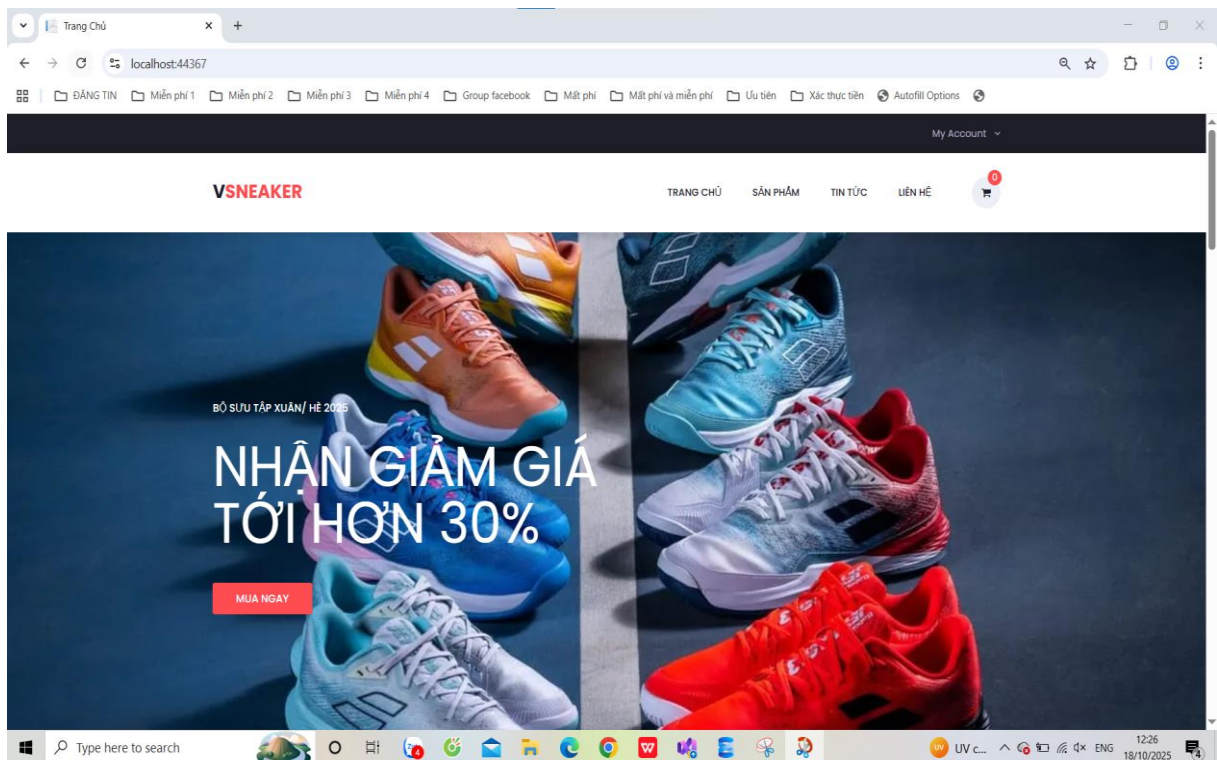 Trang Chủ
localhost:44367
ĐĂNG TIN Miễn phí 1 Miễn phí 2 Miễn phí 3 Miễn phí 4 Group facebook Mất phí Mất phí và miễn phí Ưu tiên Xác thực tiền Autofill Options
My Account
VSNEAKER TRANG CHỦ SẢN PHẨM TIN TỨC LIÊN HỆ 0
BỘ SƯU TẬP XUÂN/ HÈ 2025
NHẬN GIẢM GIÁ
TỚI HƠN 30%
MUA NGAY
Type here to search UV UV c... ENG 12:26
18/10/2025 4